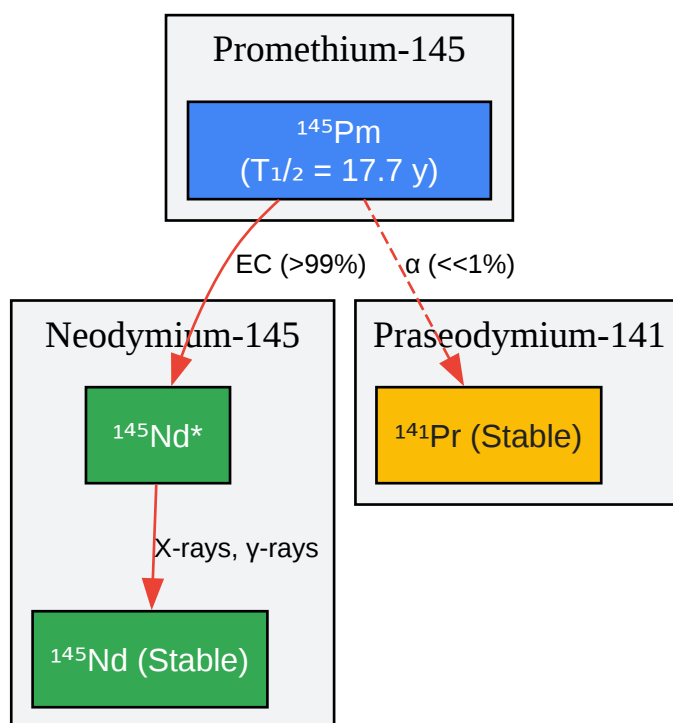 Promethium-145
¹⁴⁵Pm
(T₁/₂ = 17.7 y)
EC (>99%)
α (<<1%)
Neodymium-145
Praseodymium-141
¹⁴⁵Nd*
¹⁴¹Pr (Stable)
X-rays, γ-rays
¹⁴⁵Nd (Stable)